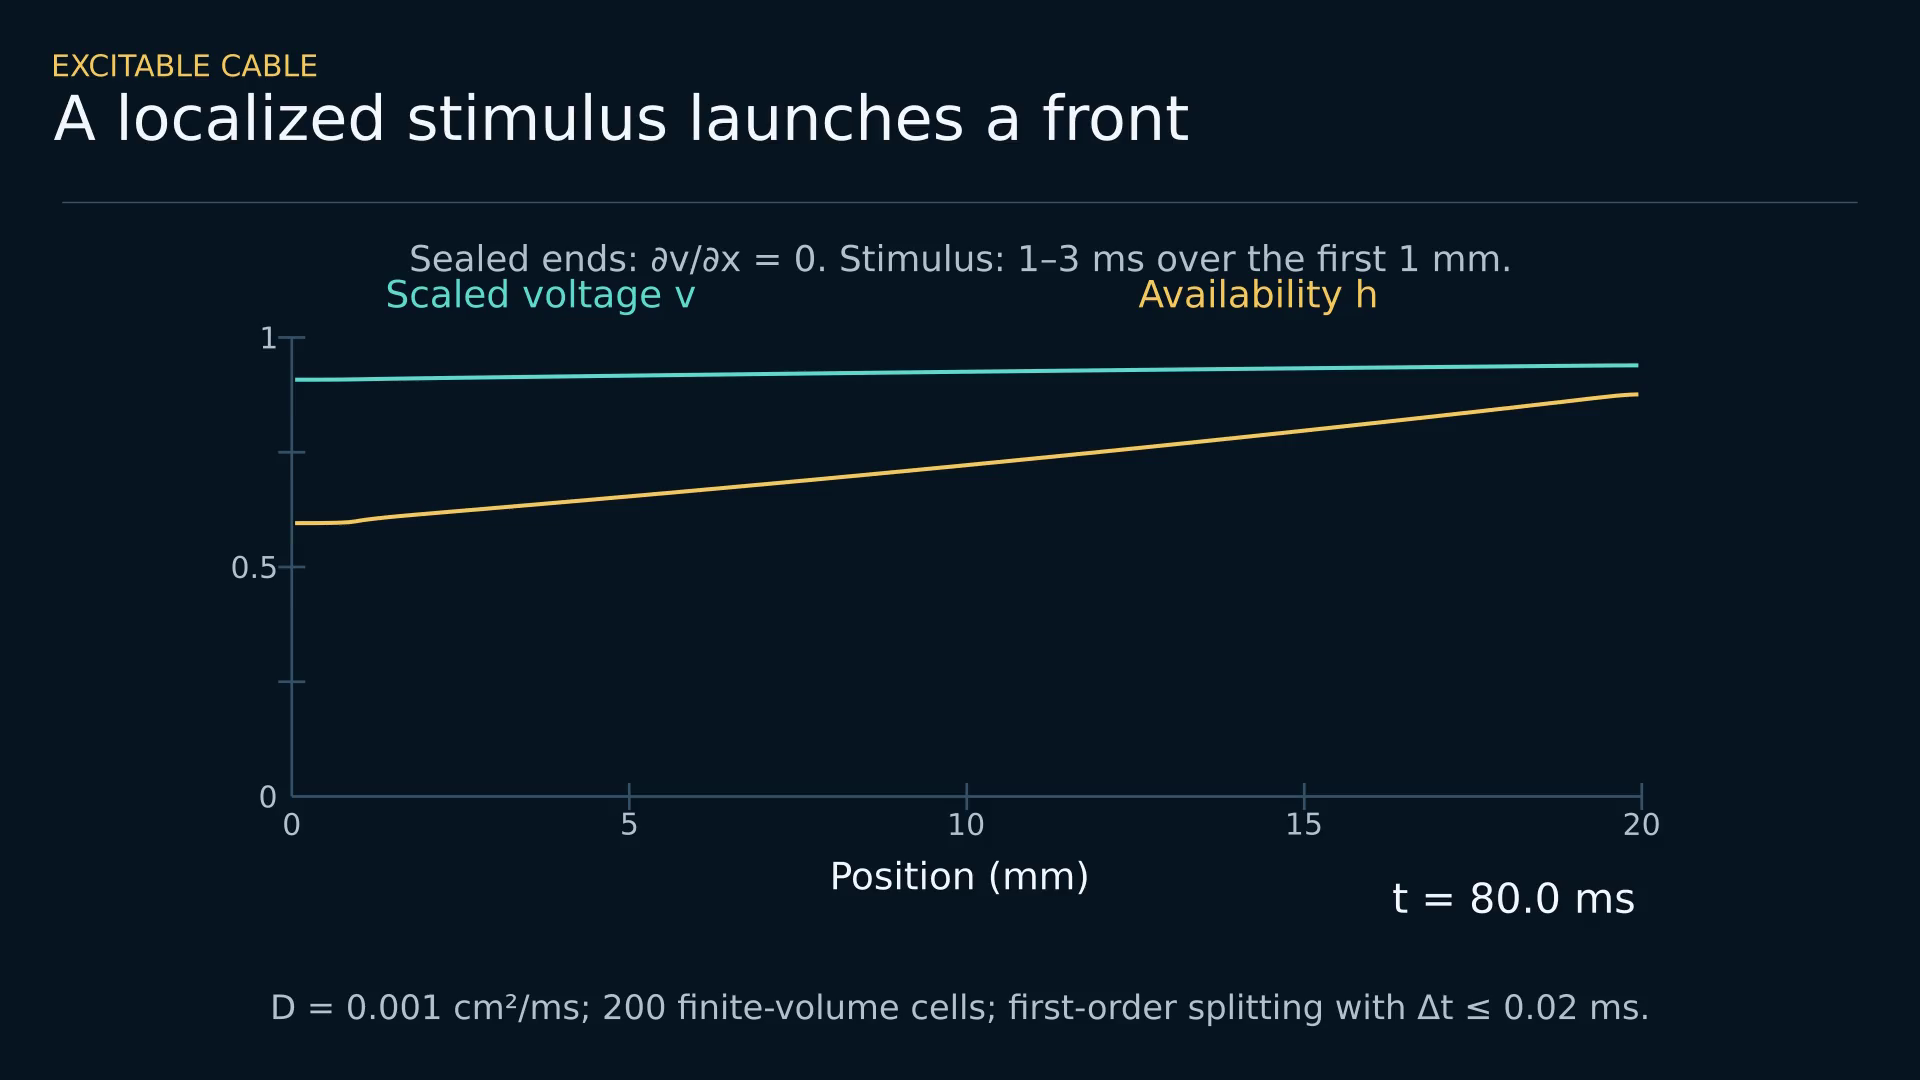 EXCITABLE CABLE
A localized stimulus launches a front
Sealed ends: ∂v/∂x = 0. Stimulus: 1–3 ms over the first 1 mm.
Scaled voltage v
Availability h
1
0.5
0
0
5
10
15
20
Position (mm)
t = 80.0 ms
D = 0.001 cm²/ms; 200 finite-volume cells; first-order splitting with Δt ≤ 0.02 ms.